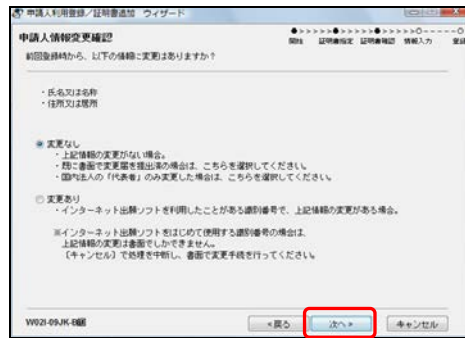 申請人利用登録／証明書追加 ウィザード
申請人情報変更確認
開始 証明書指定 証明書確認 情報入力 登録
前回登録時から、以下の情報に変更はありますか？
・氏名又は名称
・住所又は居所
変更なし
・上記情報の変更がない場合。
・既に書面で変更届を提出済の場合は、こちらを選択してください。
・国内法人の「代表者」のみ変更した場合は、こちらを選択してください。
変更あり
・インターネット出願ソフトを利用したことがある識別番号で、上記情報の変更がある場合。
※インターネット出願ソフトをはじめて使用する識別番号の場合は、
上記情報の変更は書面でしかできません。
［キャンセル］で処理を中断し、書面で変更手続を行ってください。
W021-09JK-B
<戻る 次へ> キャンセル